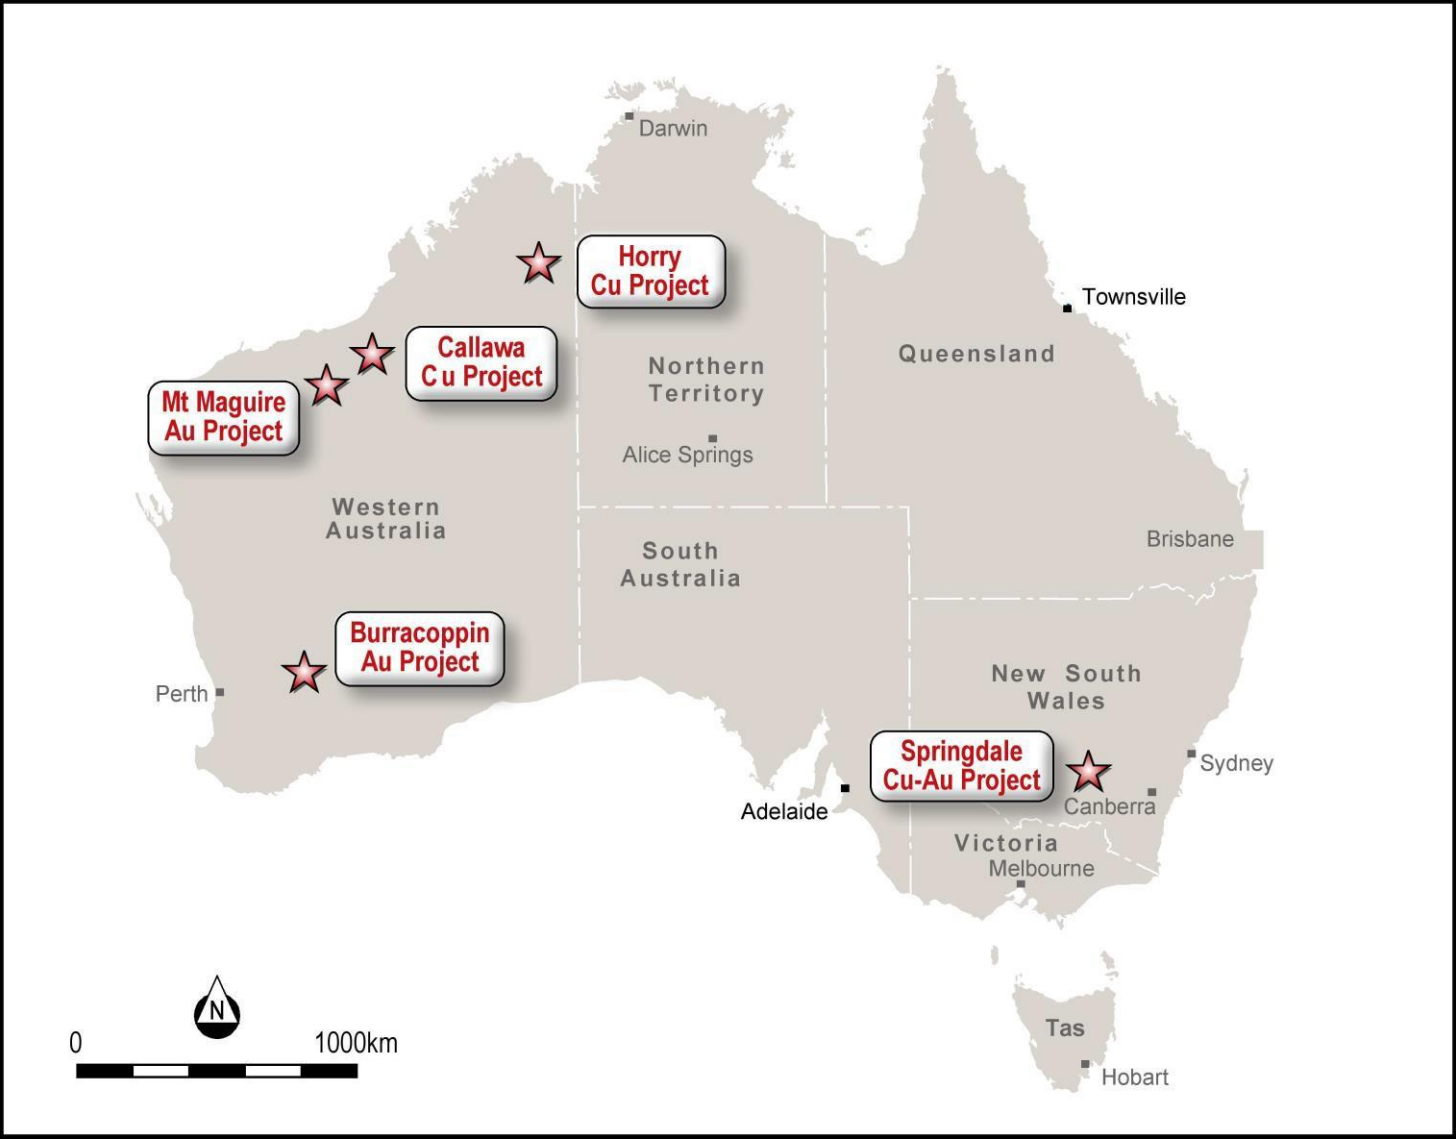 Darwin
Horry
Cu Project
Townsville
Callawa
Cu Project
Queensland
Northern
Territory
Mt Maguire
Au Project
Alice Springs
Western
Australia
South
Australia
Brisbane
Burracoppin
Au Project
Perth
New South
Wales
Springdale
Cu-Au Project
Sydney
Canberra
Adelaide
Victoria
Melbourne
N
0
1000km
Tas
Hobart